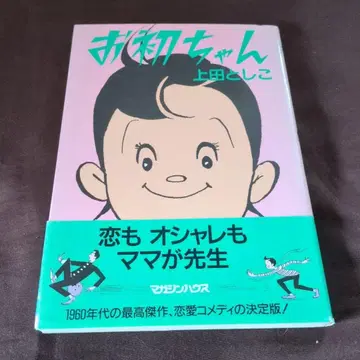 お初ちゃん
上田としこ
恋も オシャレも
ママが先生
マガジンハウス
1960年代の最高傑作、恋愛コメディの決定版!